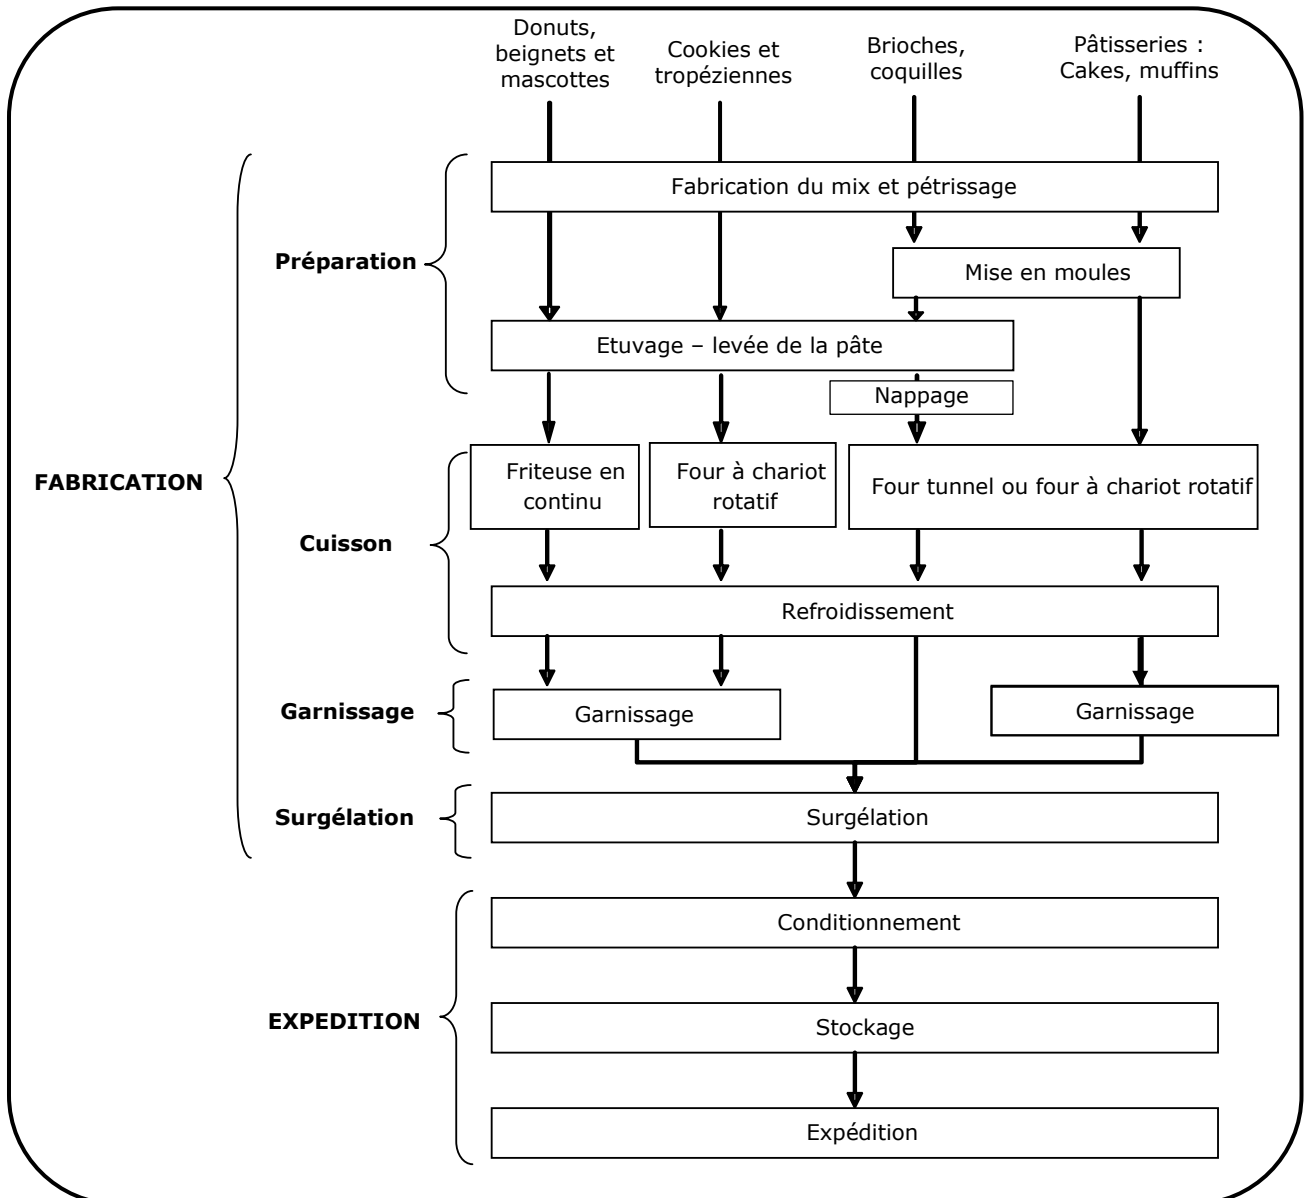 Donuts,
beignets et
mascottes
Cookies et
tropéziennes
Brioches,
coquilles
Pâtisseries :
Cakes, muffins
Fabrication du mix et pétrissage
Préparation
Mise en moules
Etuvage – levée de la pâte
Nappage
FABRICATION
Friteuse en
continu
Four à chariot
rotatif
Four tunnel ou four à chariot rotatif
Cuisson
Refroidissement
Garnissage
Garnissage
Garnissage
Surgélation
Surgélation
Conditionnement
EXPEDITION
Stockage
Expédition